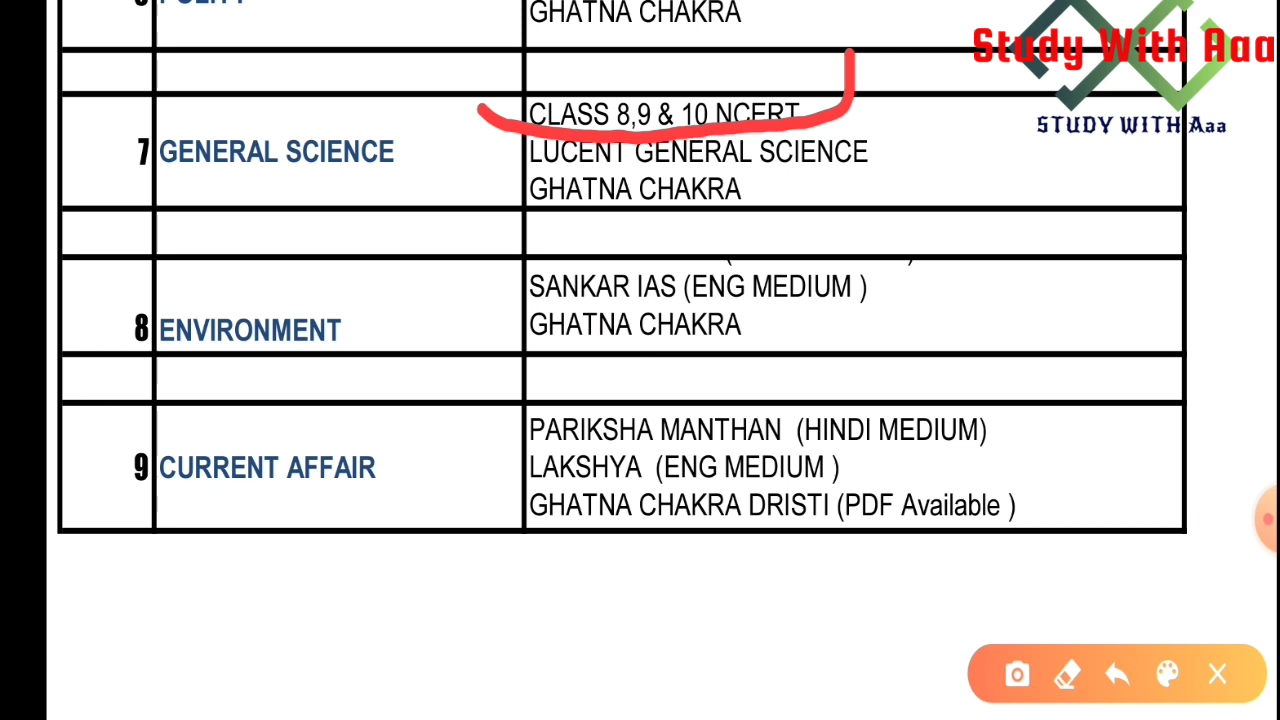 GHATNA CHAKRA
Study With Aaa
STUDY WITH Aaa
7 GENERAL SCIENCE
CLASS 8,9 & 10 NCERT
LUCENT GENERAL SCIENCE
GHATNA CHAKRA
8 ENVIRONMENT
SANKAR IAS (ENG MEDIUM )
GHATNA CHAKRA
9 CURRENT AFFAIR
PARIKSHA MANTHAN (HINDI MEDIUM)
LAKSHYA (ENG MEDIUM )
GHATNA CHAKRA DRISTI (PDF Available )